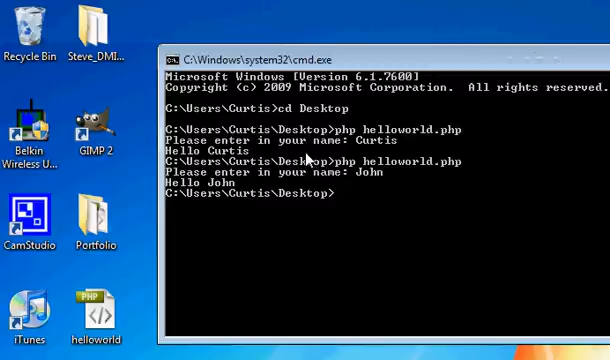 Recycle Bin
Steve_DMI...
C:\Windows\system32\cmd.exe
Microsoft Windows [Version 6.1.7600]
Copyright (c) 2009 Microsoft Corporation.  All rights reserved.
C:\Users\Curtis>cd Desktop
C:\Users\Curtis\Desktop>php helloworld.php
Please enter in your name: Curtis
Hello Curtis
C:\Users\Curtis\Desktop>php helloworld.php
Please enter in your name: John
Hello John
C:\Users\Curtis\Desktop>
Belkin
Wireless U...
GIMP 2
CamStudio
Portfolio
iTunes
PHP
helloworld